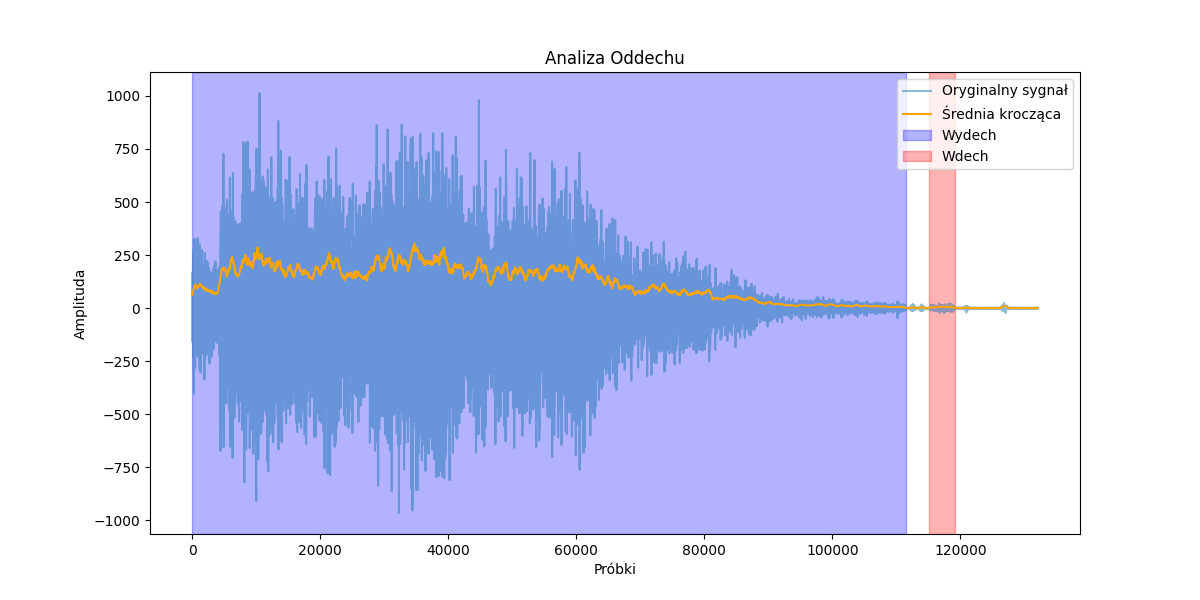 Analiza Oddechu
Oryginalny sygnał
Średnia krocząca
Wydech
Wdech
Amplituda
1000
750
500
250
0
−250
−500
−750
−1000
0 20000 40000 60000 80000 100000 120000
Próbki